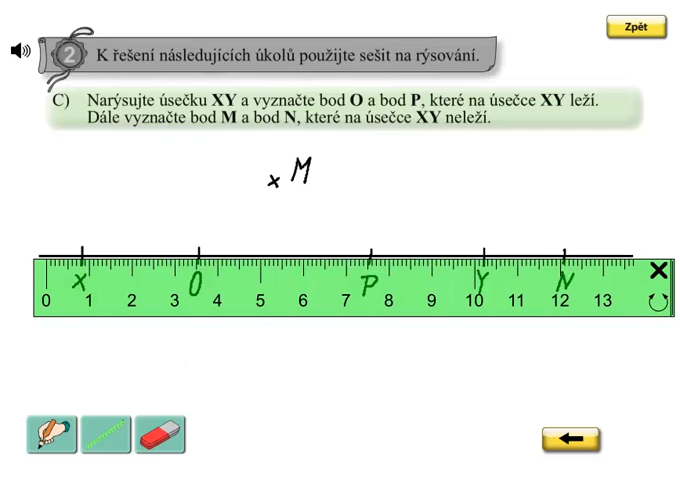 Zpět
2 K řešení následujících úkolů použijte sešit na rýsování.
C) Narýsujte úsečku XY a vyznačte bod O a bod P, které na úsečce XY leží.
Dále vyznačte bod M a bod N, které na úsečce XY neleží.
x M
X O P Y N
0 1 2 3 4 5 6 7 8 9 10 11 12 13